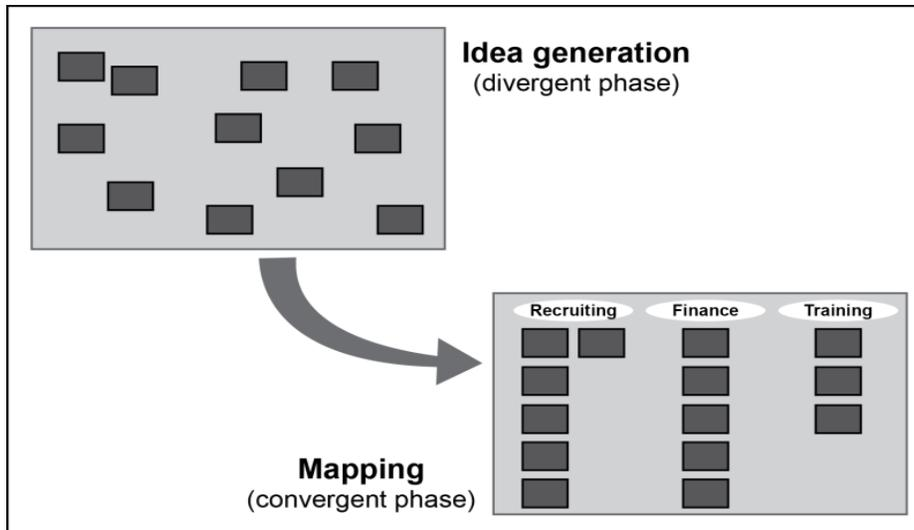 Idea generation
(divergent phase)
Recruiting Finance Training
Mapping
(convergent phase)